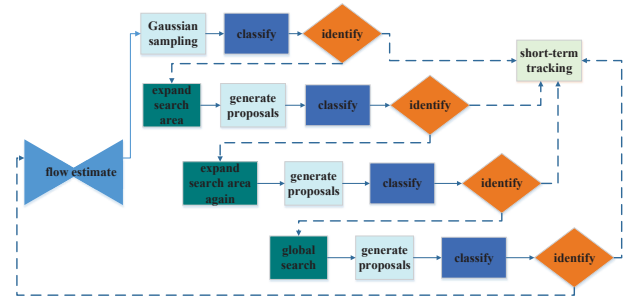 Gaussian
sampling
classify
identify
short-term
tracking
expand
search
area
generate
proposals
classify
identify
flow estimate
expand
search area
again
generate
proposals
classify
identify
global
search
generate
proposals
classify
identify